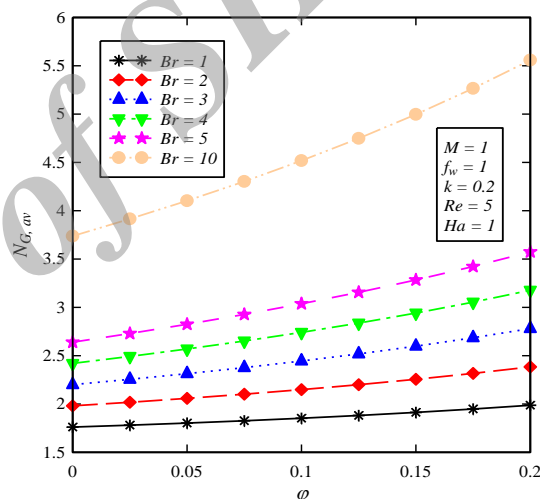 6
5.5
5
4.5
4
3.5
3
2.5
2
1.5
N_{G, av}
Br = 1
Br = 2
Br = 3
Br = 4
Br = 5
Br = 10
M = 1
f_w = 1
k = 0.2
Re = 5
Ha = 1
0 0.05 0.1 0.15 0.2
φ
of